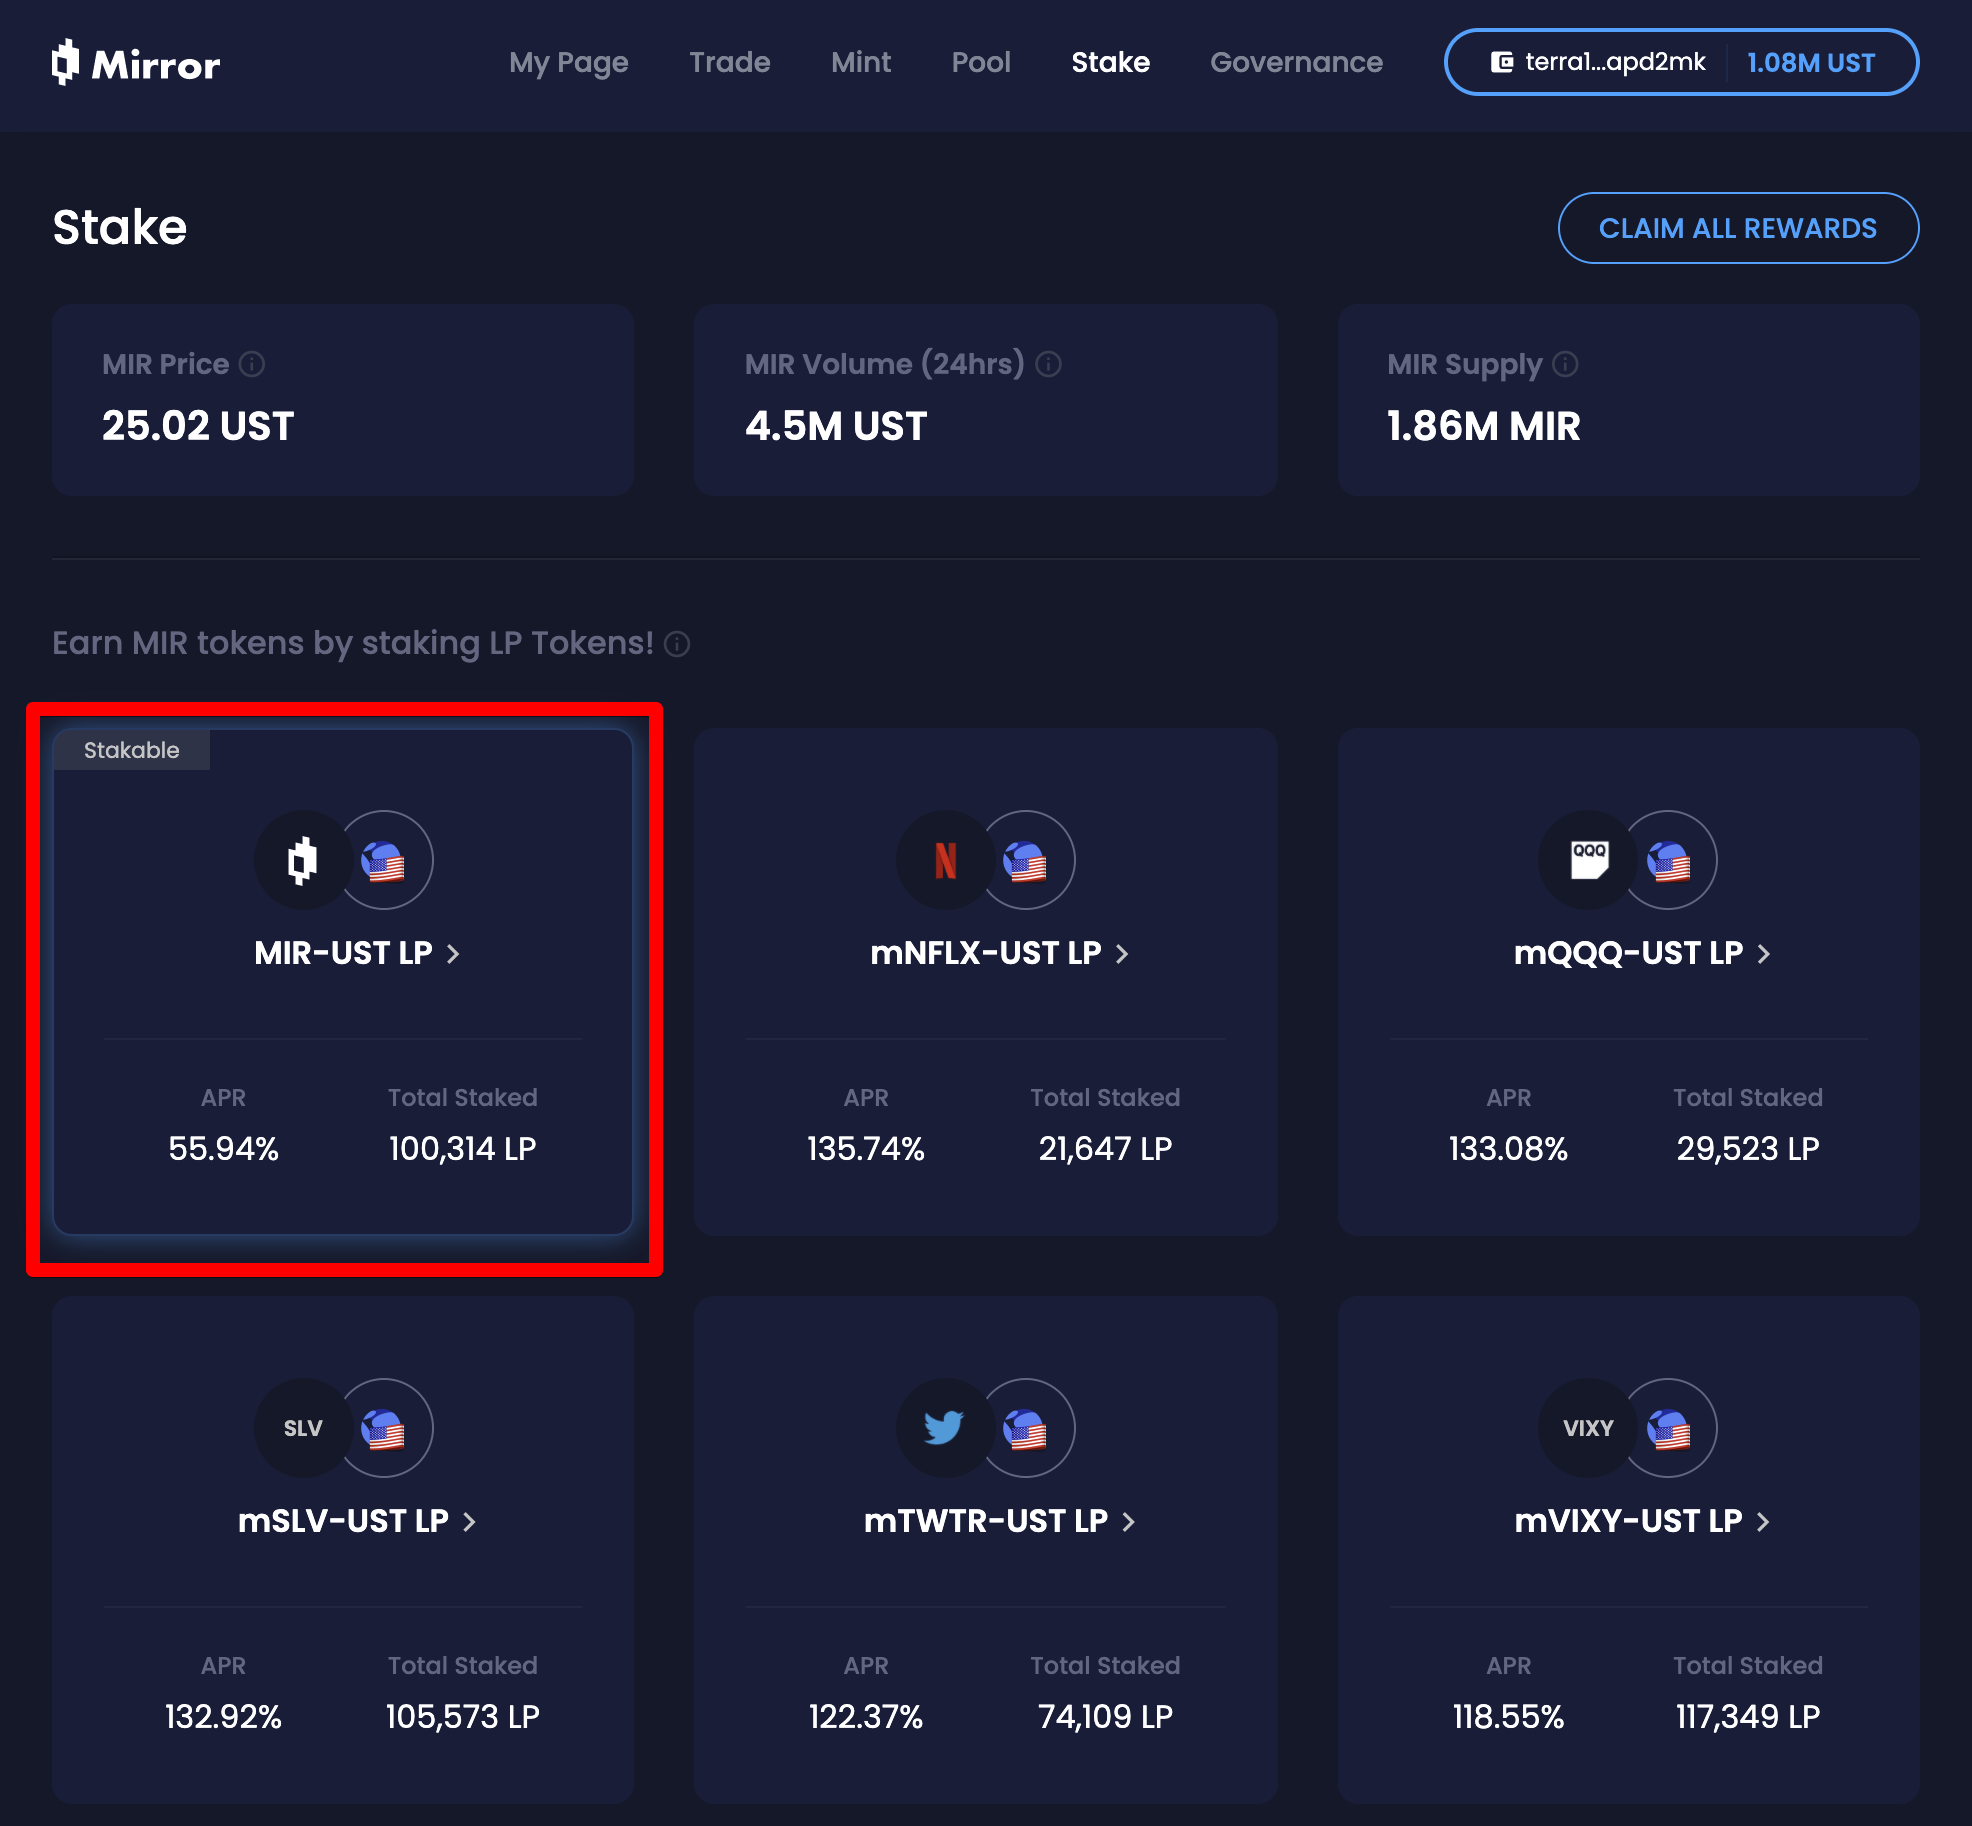 Mirror
My Page Trade Mint Pool Stake Governance terra1...apd2mk 1.08M UST
Stake CLAIM ALL REWARDS
MIR Price MIR Volume (24hrs) MIR Supply
25.02 UST 4.5M UST 1.86M MIR
Earn MIR tokens by staking LP Tokens!
Stakable
QQQ
MIR-UST LP mNFLX-UST LP mQQQ-UST LP
APR Total Staked APR Total Staked APR Total Staked
55.94% 100,314 LP 135.74% 21,647 LP 133.08% 29,523 LP
SLV VIXY
mSLV-UST LP mTWTR-UST LP mVIXY-UST LP
APR Total Staked APR Total Staked APR Total Staked
132.92% 105,573 LP 122.37% 74,109 LP 118.55% 117,349 LP